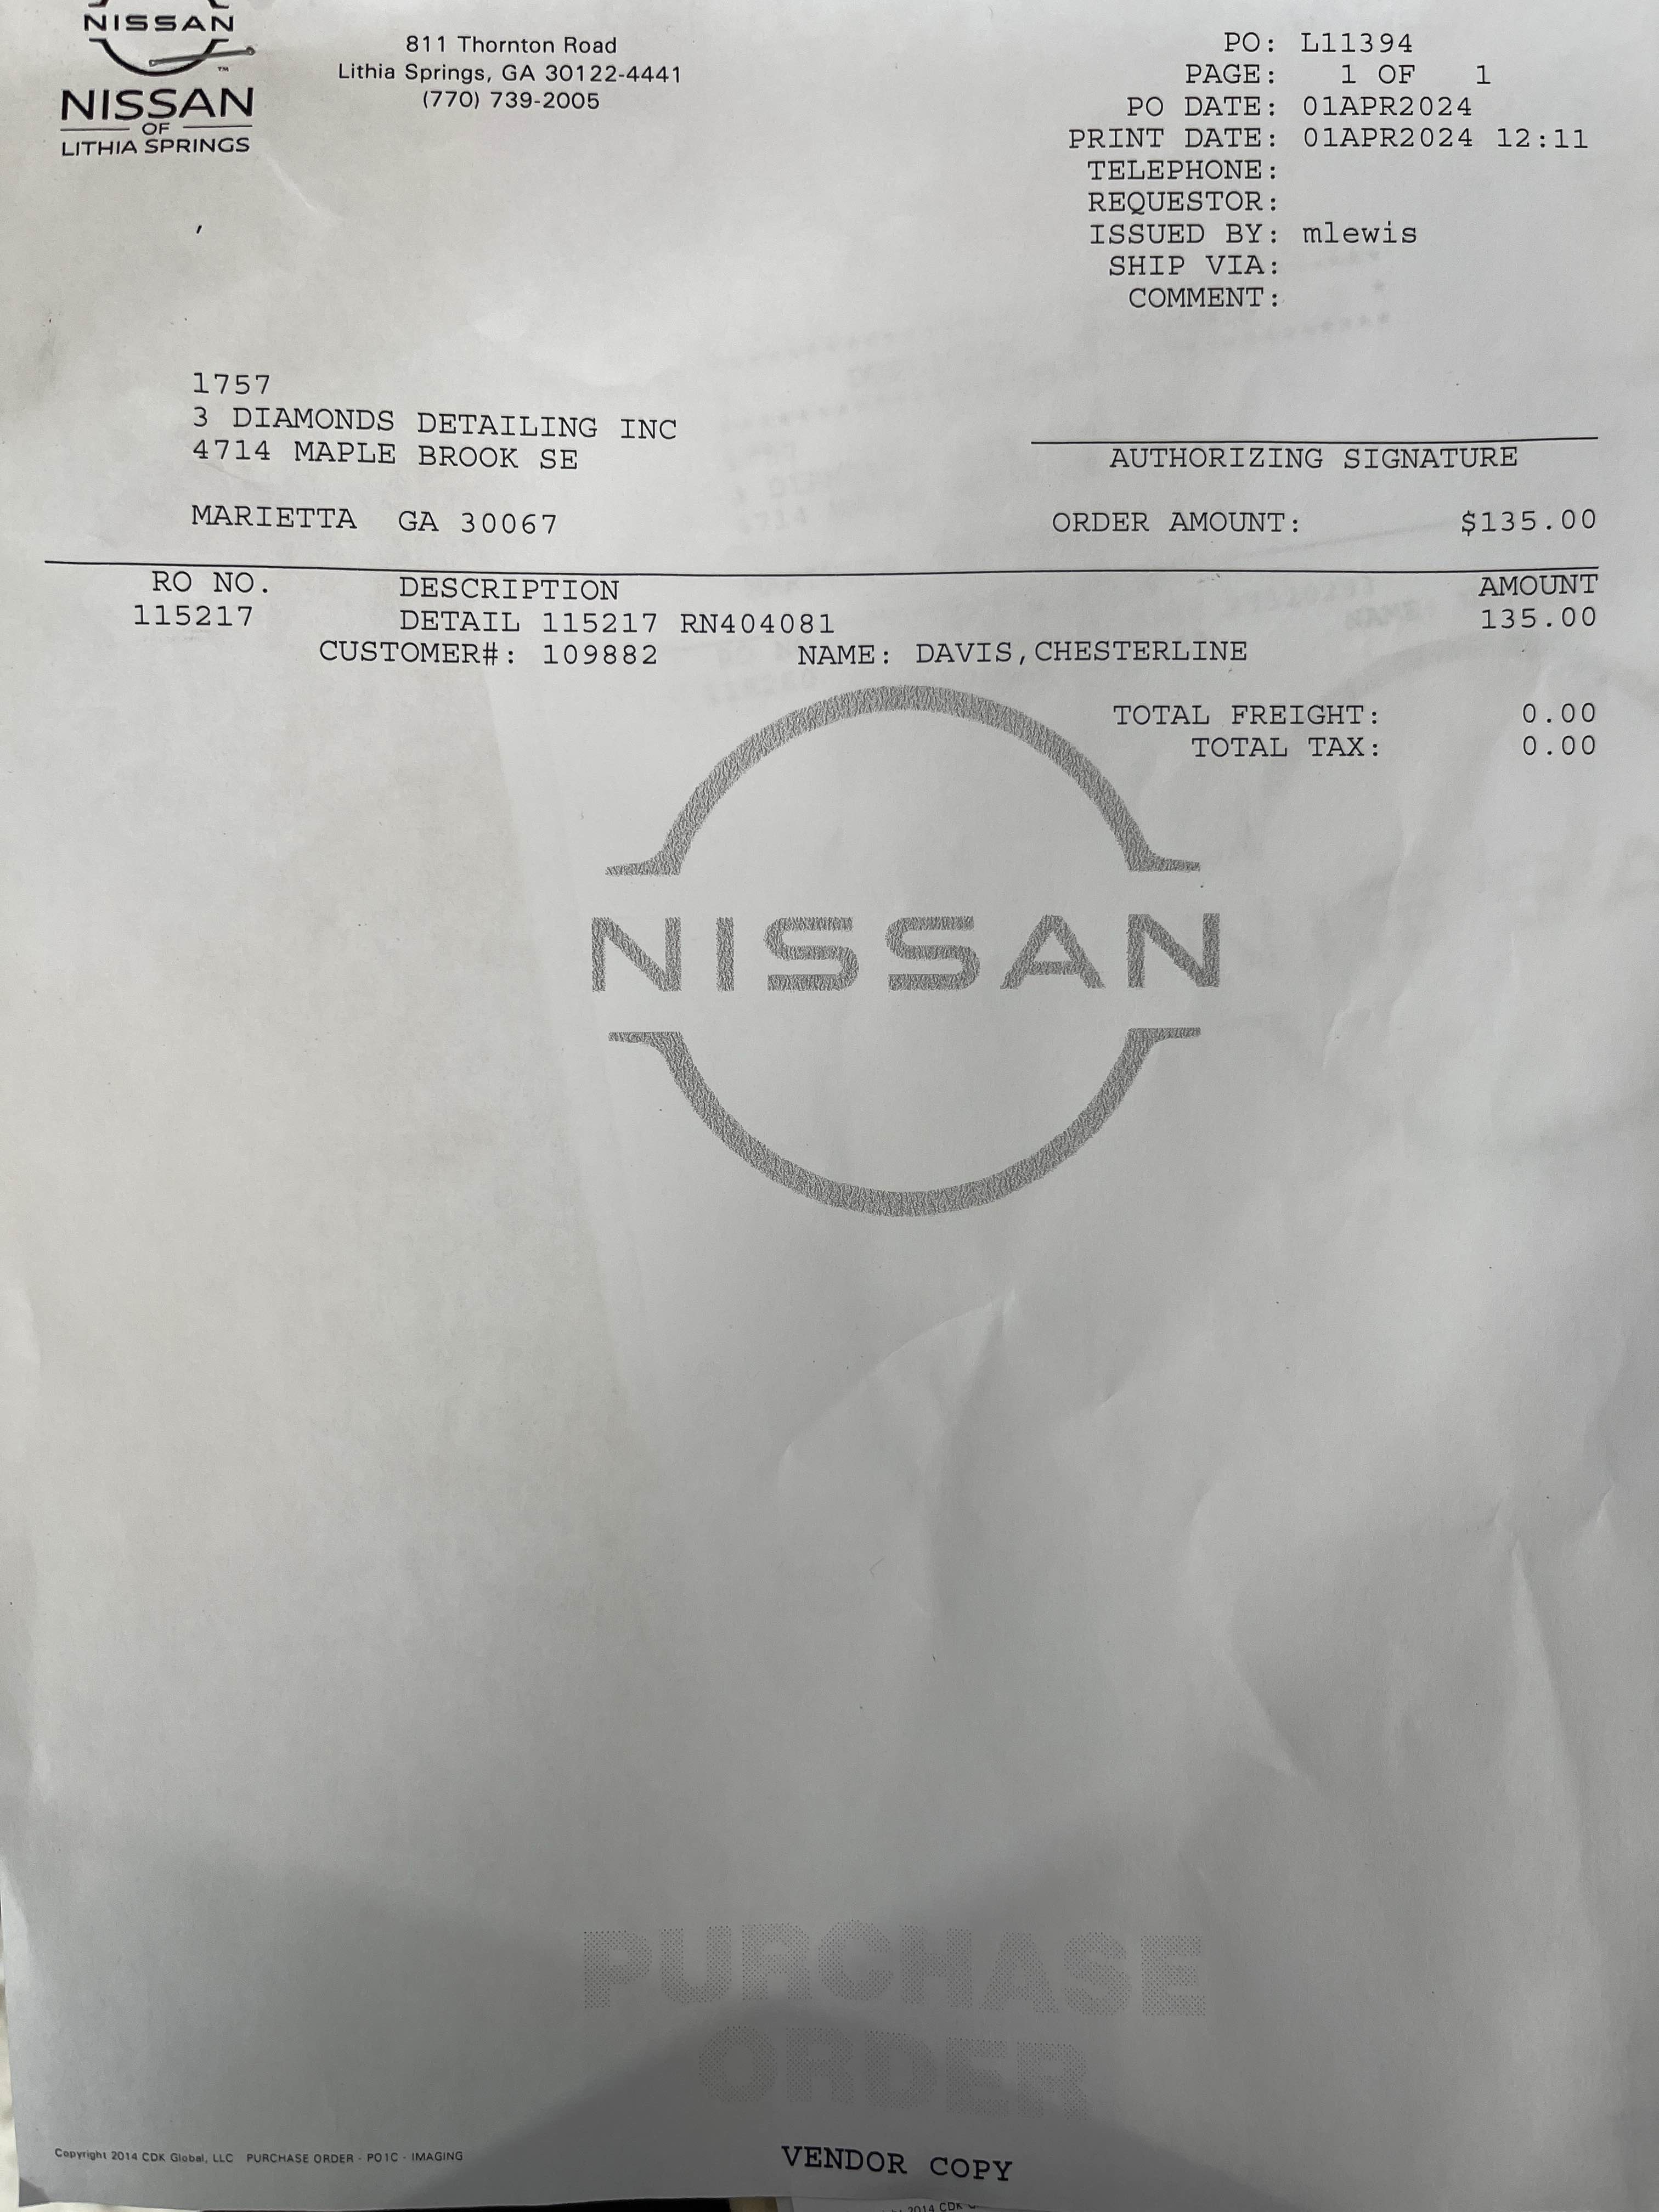 NISSAN
NISSAN
OF
LITHIA SPRINGS
811 Thornton Road
Lithia Springs, GA 30122-4441
(770) 739-2005
PO: L11394
PAGE: 1 OF 1
PO DATE: 01APR2024
PRINT DATE: 01APR2024 12:11
TELEPHONE:
REQUESTOR:
ISSUED BY: mlewis
SHIP VIA:
COMMENT:
,
1757
3 DIAMONDS DETAILING INC
4714 MAPLE BROOK SE
MARIETTA GA 30067
AUTHORIZING SIGNATURE
ORDER AMOUNT: $135.00
RO NO. DESCRIPTION AMOUNT
115217 DETAIL 115217 RN404081 135.00
CUSTOMER#: 109882 NAME: DAVIS,CHESTERLINE
TOTAL FREIGHT: 0.00
TOTAL TAX: 0.00
NISSAN
PURCHASE
ORDER
Copyright 2014 CDK Global, LLC PURCHASE ORDER - PO1C - IMAGING
VENDOR COPY
2014 CDK